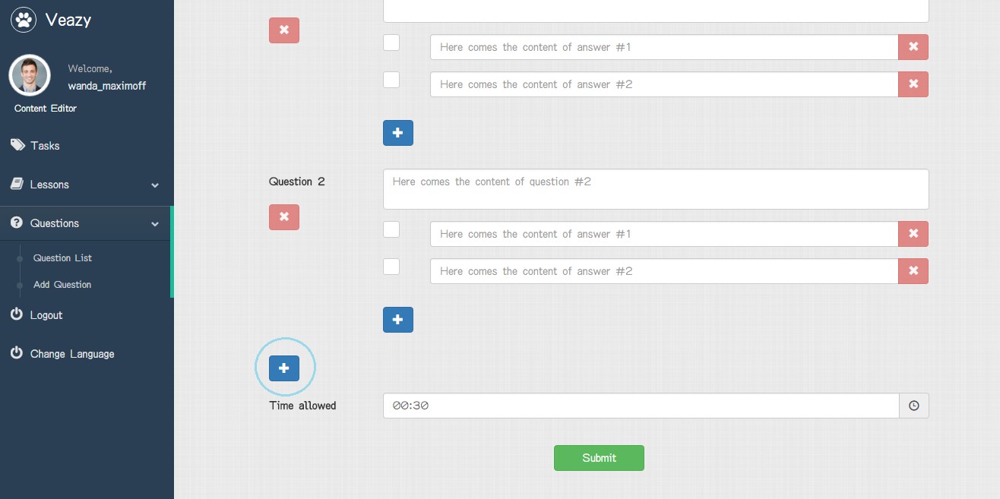 Veazy
Welcome,
wanda_maximoff
Content Editor
Tasks
Lessons
Questions
Question List
Add Question
Logout
Change Language
Here comes the content of answer #1
Here comes the content of answer #2
Question 2
Here comes the content of question #2
Here comes the content of answer #1
Here comes the content of answer #2
Time allowed
00:30
Submit